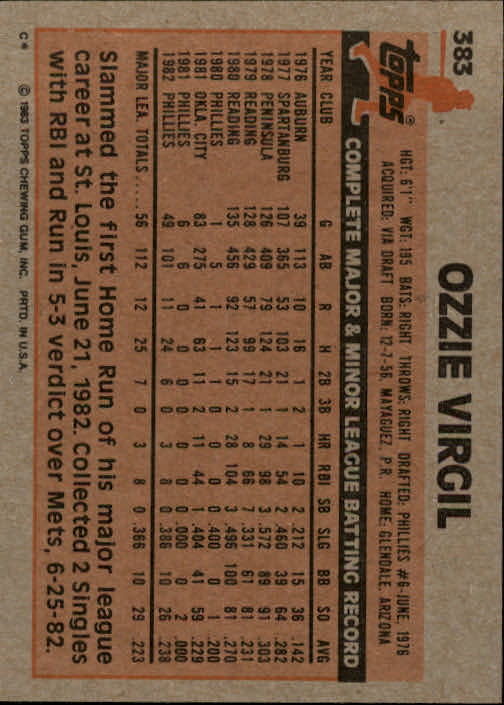 383
topps®
OZZIE VIRGIL
HGT: 6'1" WGT: 195 BATS: RIGHT THROWS: RIGHT DRAFTED: PHILLIES #6-JUNE, 1976
ACQUIRED: VIA DRAFT BORN: 12-7-56, MAYAGUEZ, P.R. HOME: GLENDALE, ARIZONA
COMPLETE MAJOR & MINOR LEAGUE BATTING RECORD
YEAR CLUB G AB R H 2B 3B HR RBI SB SLG BB SO AVG
1976 AUBURN 39 113 10 16 1 2 1 10 2 .212 15 36 .142
1977 SPARTANBURG 107 365 53 103 21 1 14 54 2 .460 39 64 .282
1978 PENINSULA 126 409 79 124 21 1 29 98 3 .572 89 91 .303
1979 READING 128 429 57 99 17 1 8 66 7 .331 61 81 .231
1980 READING 135 456 92 123 15 2 28 104 3 .496 100 81 .270
1980 PHILLIES 1 5 1 1 1 0 0 0 0 .400 0 1 .200
1981 OKLA. CITY 83 275 41 63 11 2 11 44 1 .404 41 59 .229
1981 PHILLIES 6 6 0 0 0 0 0 0 0 .000 0 2 .000
1982 PHILLIES 49 101 11 24 6 0 3 8 0 .386 10 26 .238
MAJOR LEA. TOTALS..... 56 112 12 25 7 0 3 8 0 .366 10 29 .223
Slammed the first Home Run of his major league
career at St. Louis, June 21, 1982. Collected 2 Singles
with RBI and Run in 5-3 verdict over Mets, 6-25-82.
C* © 1983 TOPPS CHEWING GUM, INC. PRTD. IN U.S.A.